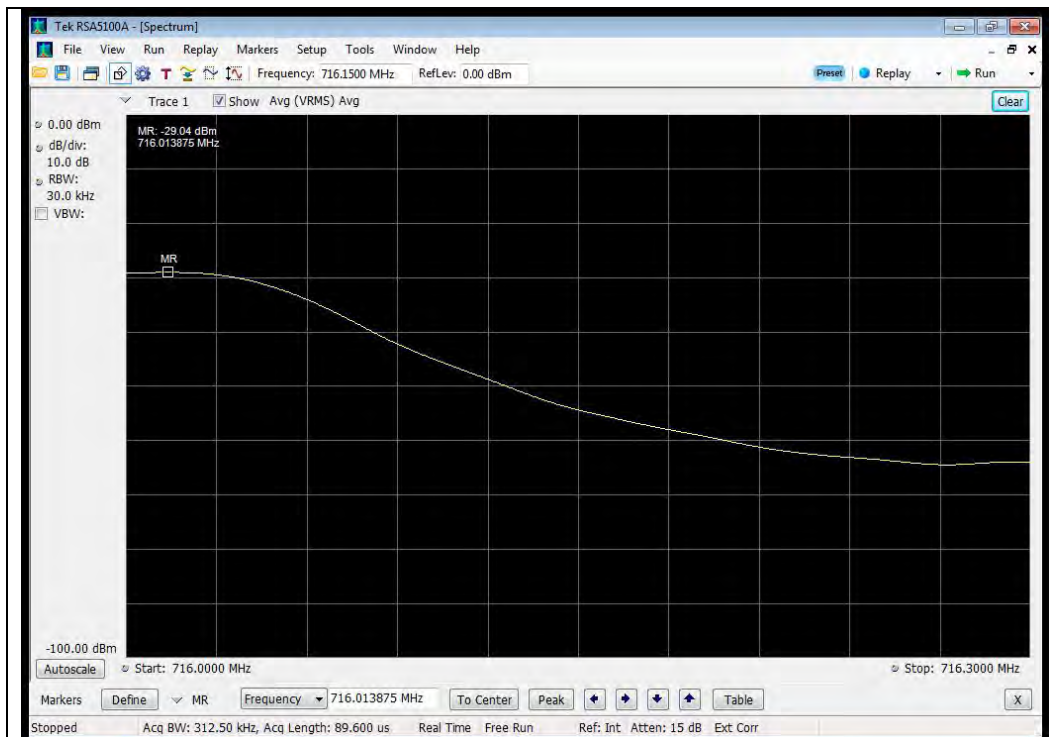 Tek RSA5100A - [Spectrum]
File View Run Replay Markers Setup Tools Window Help
T Frequency: 716.1500 MHz RefLev: 0.00 dBm Preset Replay Run
Trace 1 Show Avg (VRMS) Avg Clear
0.00 dBm
dB/div:
10.0 dB
RBW:
30.0 kHz
VBW:
MR: -29.04 dBm
716.013875 MHz
MR
-100.00 dBm
Autoscale Start: 716.0000 MHz Stop: 716.3000 MHz
Markers Define MR Frequency 716.013875 MHz To Center Peak Table X
Stopped Acq BW: 312.50 kHz, Acq Length: 89.600 us Real Time Free Run Ref: Int Atten: 15 dB Ext Corr